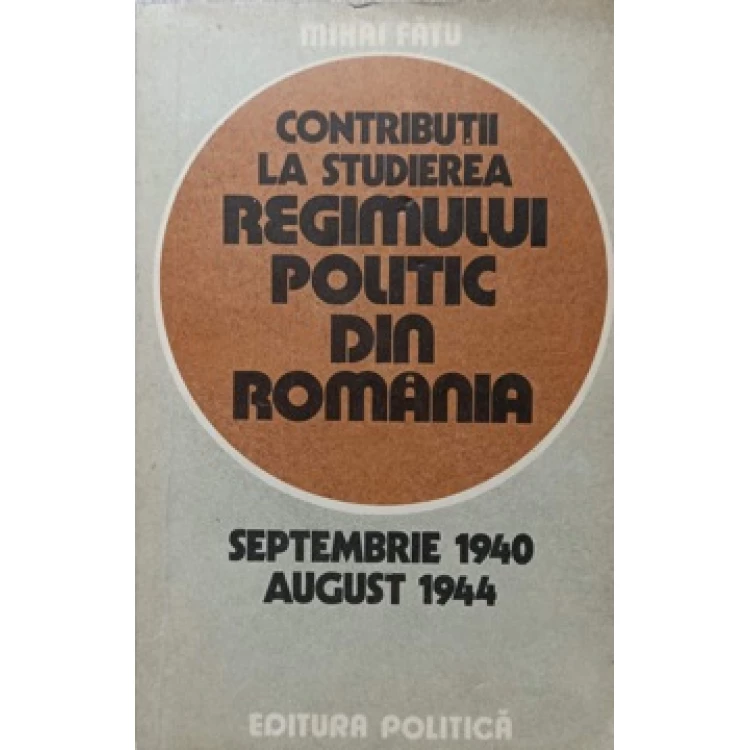 MIHAI FĂTU
CONTRIBUȚII
LA STUDIEREA
REGIMULUI
POLITIC
DIN
ROMÂNIA
SEPTEMBRIE 1940
AUGUST 1944
EDITURA POLITICĂ